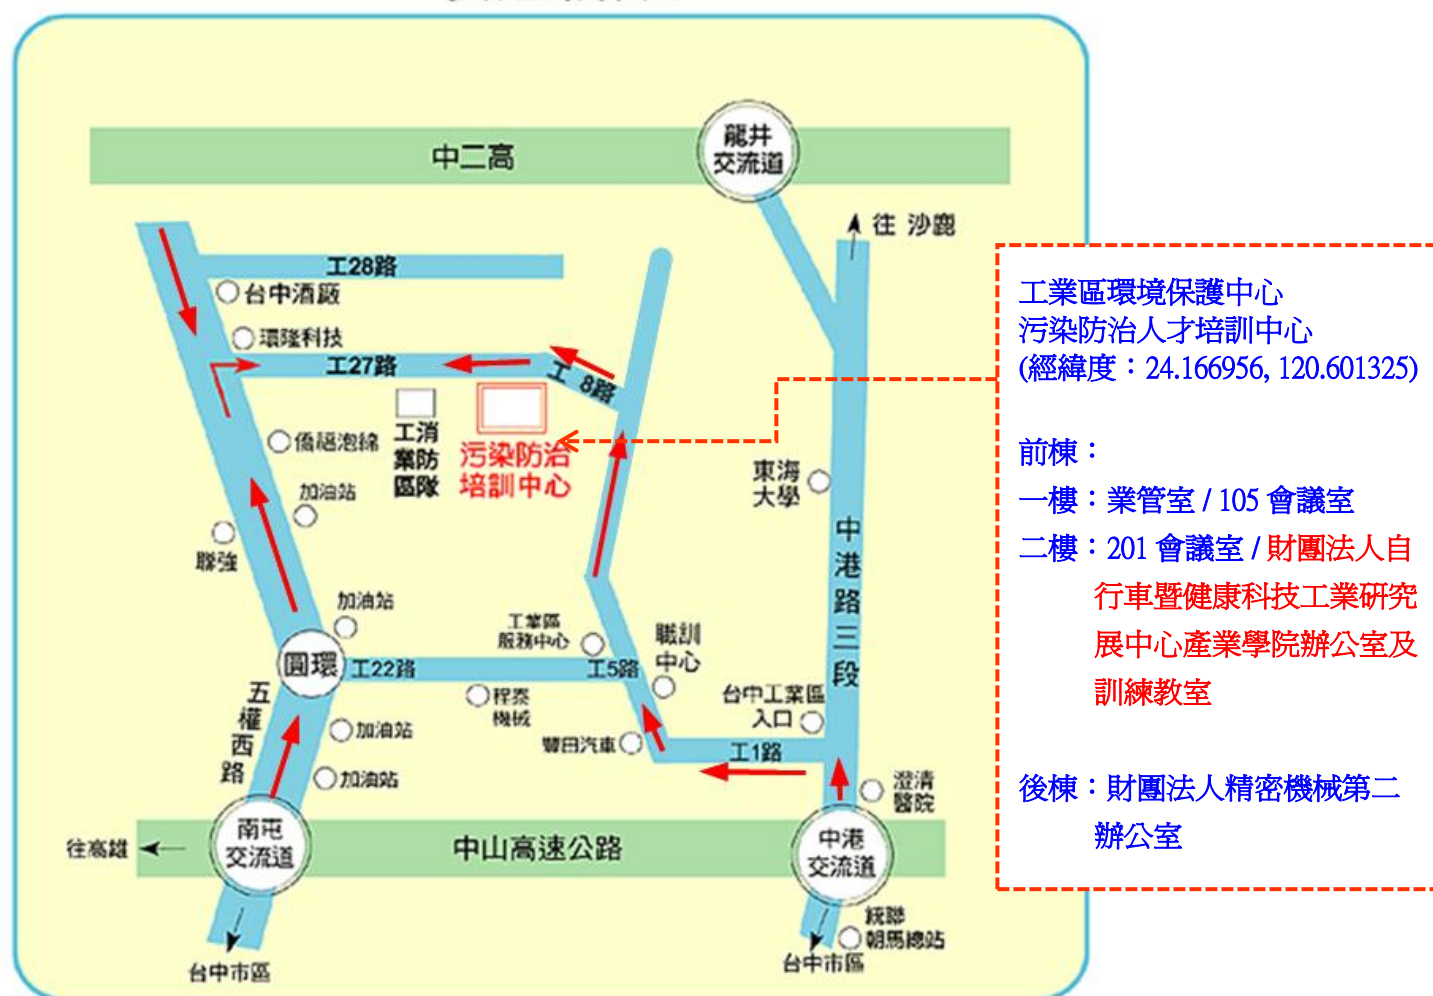 中二高
龍井
交流道
往 沙鹿
工28路
台中酒廠
環隆科技
工27路
工 8路
僑福泡綿
工業區
消防隊
污染防治
培訓中心
加油站
聯強
東海
大學
中港路三段
加油站
工業區
服務中心
職訓
中心
圓環
工22路
工5路
程泰
機械
台中工業區
入口
五權西路
加油站
豐田汽車
工1路
加油站
澄清
醫院
南屯
交流道
往高雄
中山高速公路
中港
交流道
統聯
朝馬總站
台中市區
台中市區
工業區環境保護中心
污染防治人才培訓中心
(經緯度：24.166956, 120.601325)
前棟：
一樓：業管室 / 105 會議室
二樓：201 會議室 / 財團法人自
行車暨健康科技工業研究
發展中心產業學院辦公室及
訓練教室
後棟：財團法人精密機械第二
辦公室